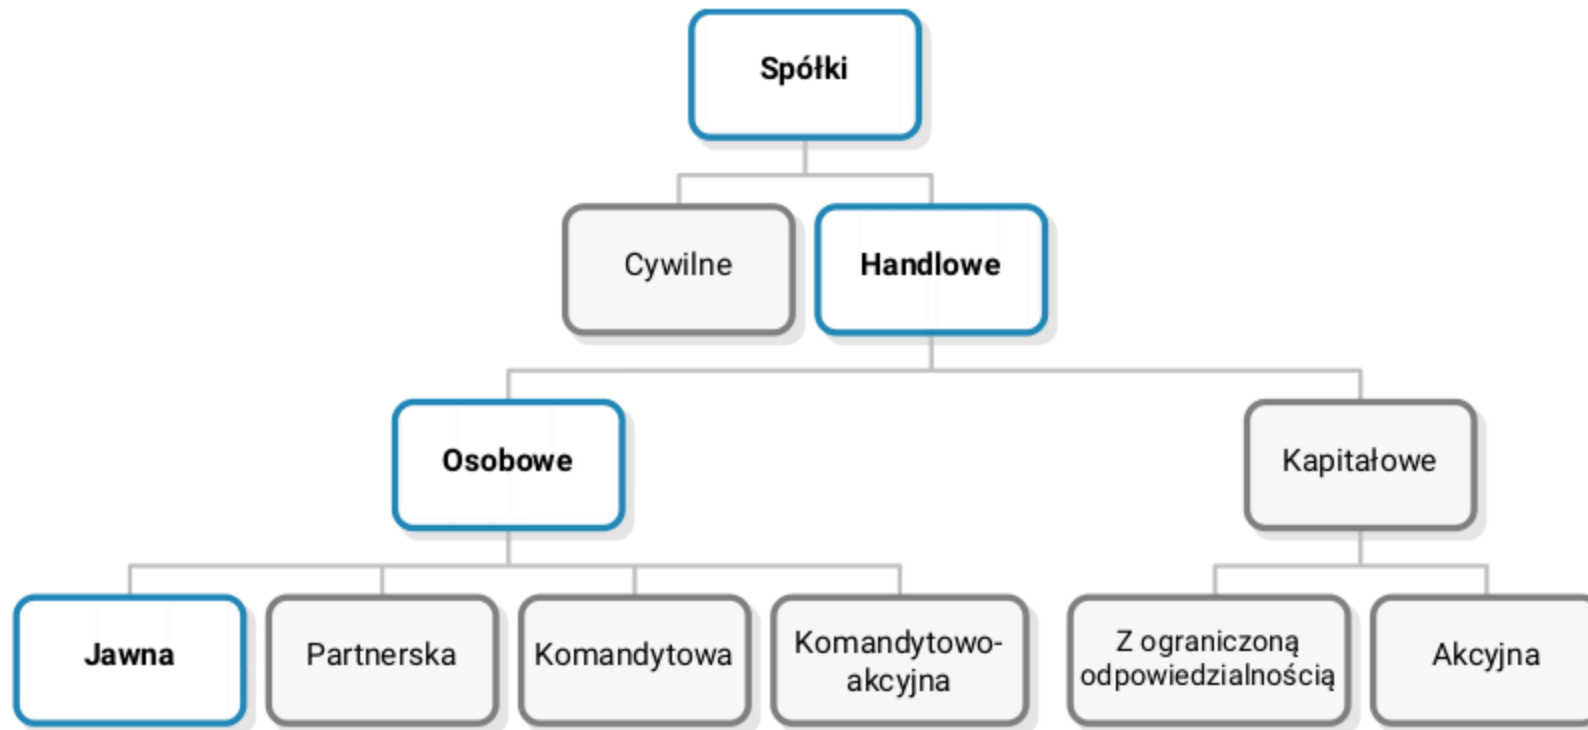 Spółki
Cywilne
Handlowe
Osobowe
Kapitałowe
Jawna
Partnerska
Komandytowa
Komandytowo-
akcyjna
Z ograniczoną
odpowiedzialnością
Akcyjna